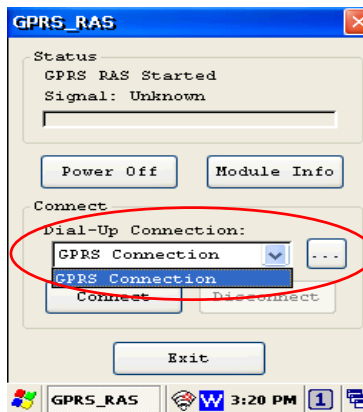 GPRS_RAS
Status
GPRS RAS Started
Signal: Unknown
Power Off
Module Info
Connect
Dial-Up Connection:
GPRS Connection
...
GPRS Connection
Connect
Disconnect
Exit
GPRS_RAS
W
3:20 PM
1